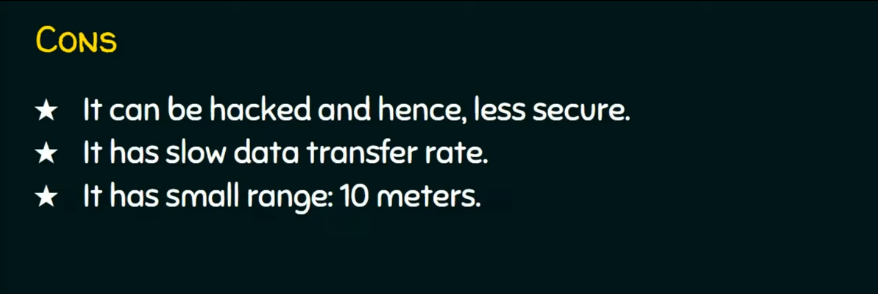 Cons
★ It can be hacked and hence, less secure.
★ It has slow data transfer rate.
★ It has small range: 10 meters.